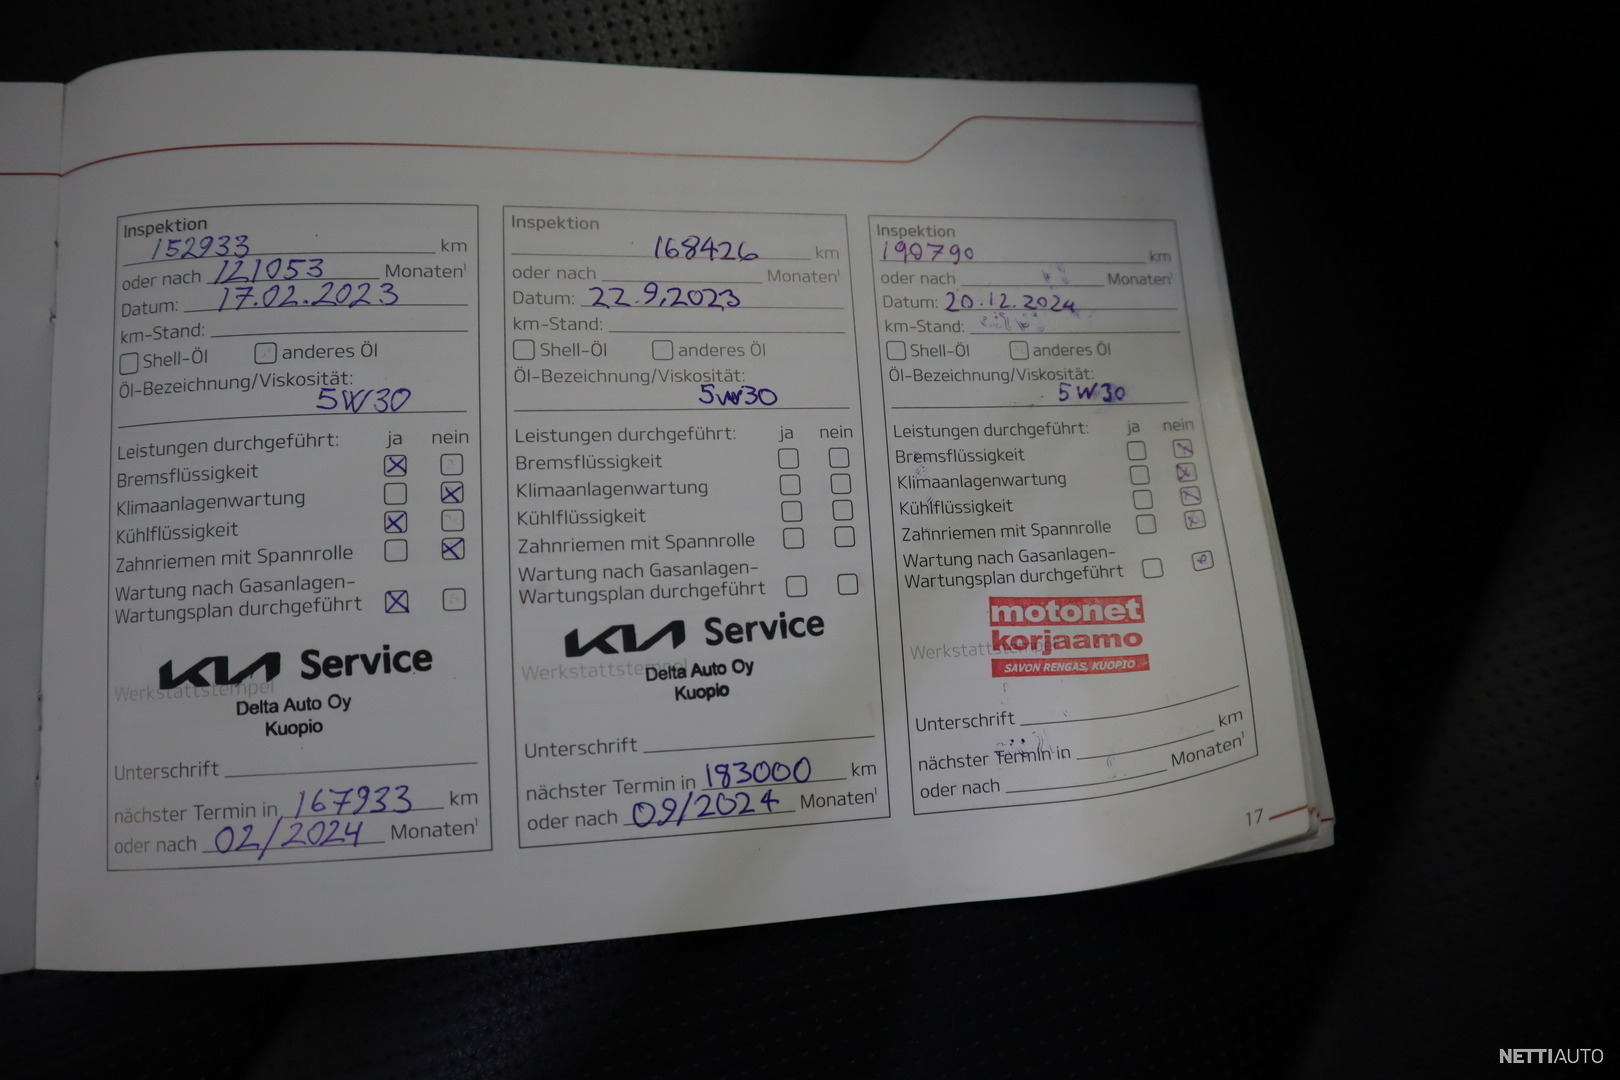 Inspektion
152933 km
oder nach 121053 Monaten¹
Datum: 17.02.2023
km-Stand:
Shell-Öl anderes Öl
Öl-Bezeichnung/Viskosität:
5W30
Leistungen durchgeführt: ja nein
Bremsflüssigkeit
Klimaanlagenwartung
Kühlflüssigkeit
Zahnriemen mit Spannrolle
Wartung nach Gasanlagen-
Wartungsplan durchgeführt
KIA Service
Werkstattstempel
Delta Auto Oy
Kuopio
Unterschrift
nächster Termin in 167933 km
oder nach 02/2024 Monaten¹
Inspektion
168426 km
oder nach Monaten¹
Datum: 22.9.2023
km-Stand:
Shell-Öl anderes Öl
Öl-Bezeichnung/Viskosität:
5W30
Leistungen durchgeführt: ja nein
Bremsflüssigkeit
Klimaanlagenwartung
Kühlflüssigkeit
Zahnriemen mit Spannrolle
Wartung nach Gasanlagen-
Wartungsplan durchgeführt
KIA Service
Werkstattstempel
Delta Auto Oy
Kuopio
Unterschrift
nächster Termin in 183000 km
oder nach 09/2024 Monaten¹
Inspektion
190790 km
oder nach Monaten¹
Datum: 20.12.2024
km-Stand:
Shell-Öl anderes Öl
Öl-Bezeichnung/Viskosität:
5W30
Leistungen durchgeführt: ja nein
Bremsflüssigkeit
Klimaanlagenwartung
Kühlflüssigkeit
Zahnriemen mit Spannrolle
Wartung nach Gasanlagen-
Wartungsplan durchgeführt
motonet
korjaamo
Werkstattstempel
SAVON RENGAS, KUOPIO
Unterschrift
nächster Termin in km
oder nach Monaten¹
17
NETTIAUTO